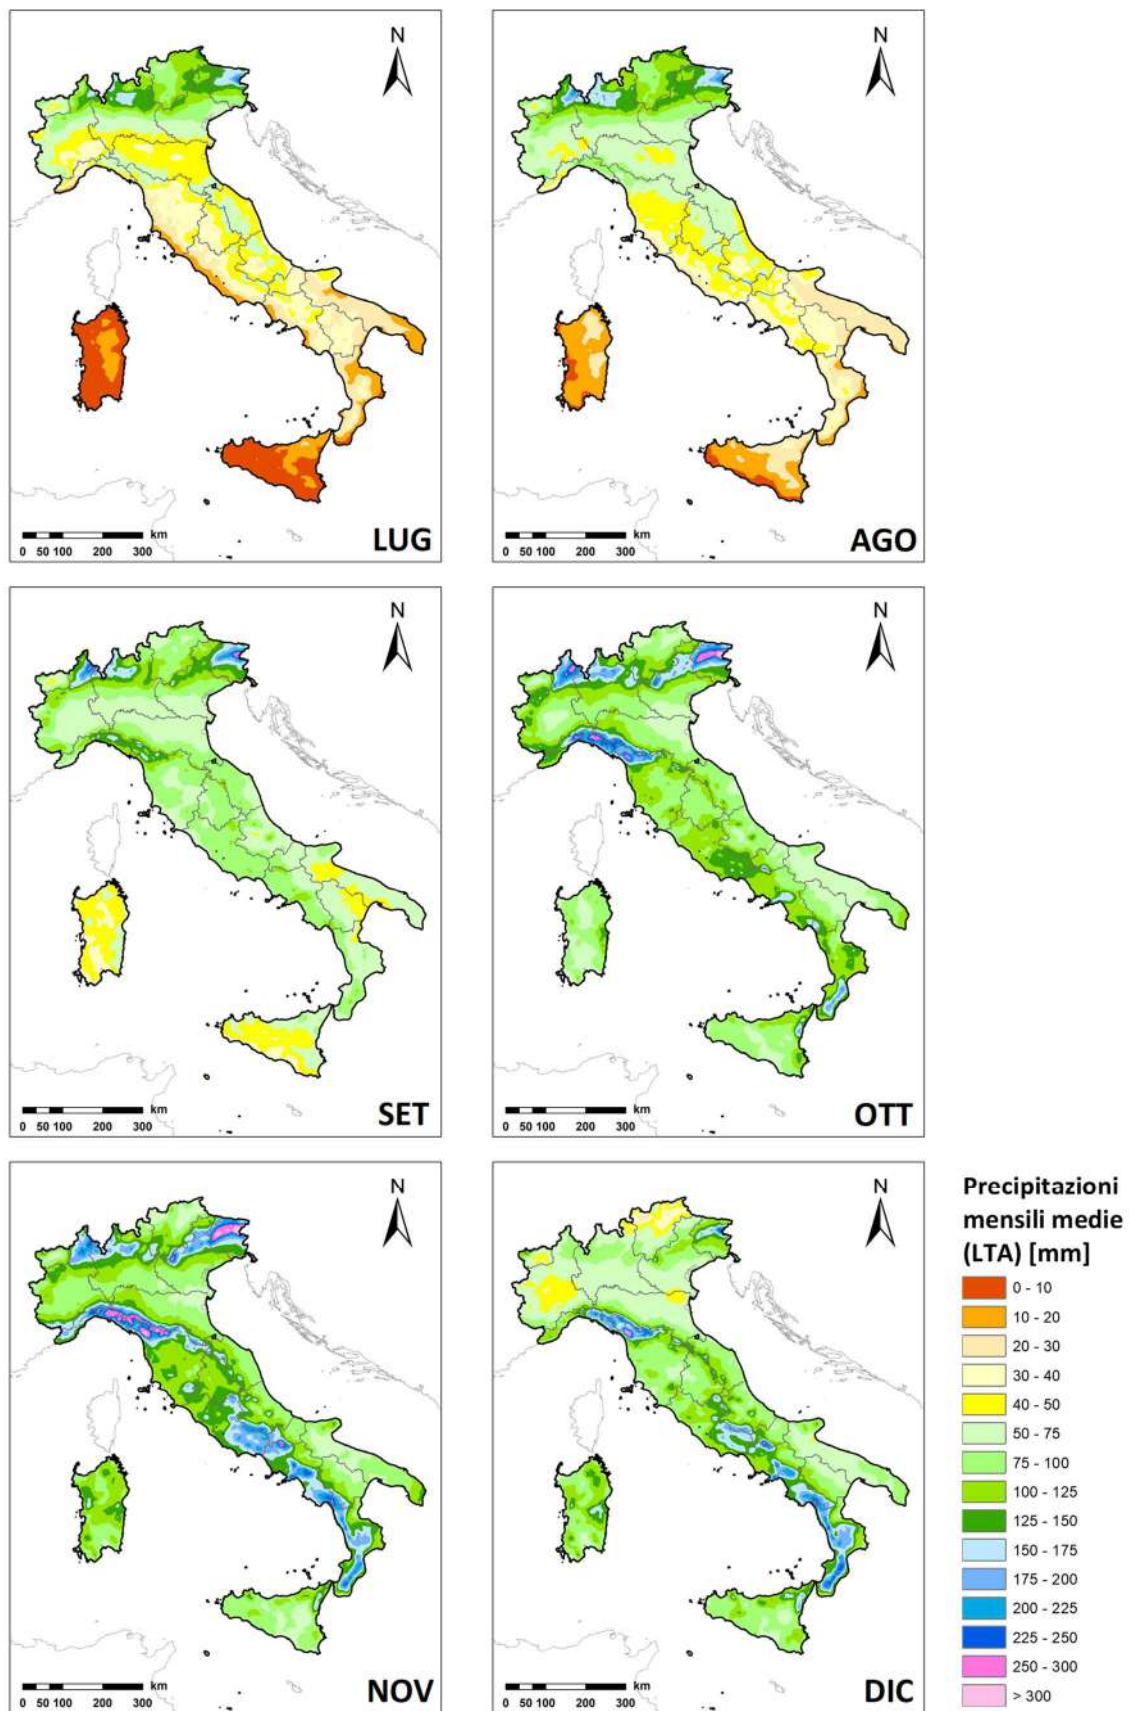 N
N
km
0 50 100 200 300
LUG
km
0 50 100 200 300
AGO
N
N
km
0 50 100 200 300
SET
km
0 50 100 200 300
OTT
N
N
km
0 50 100 200 300
NOV
km
0 50 100 200 300
DIC
Precipitazioni
mensili medie
(LTA) [mm]
0 - 10
10 - 20
20 - 30
30 - 40
40 - 50
50 - 75
75 - 100
100 - 125
125 - 150
150 - 175
175 - 200
200 - 225
225 - 250
250 - 300
> 300